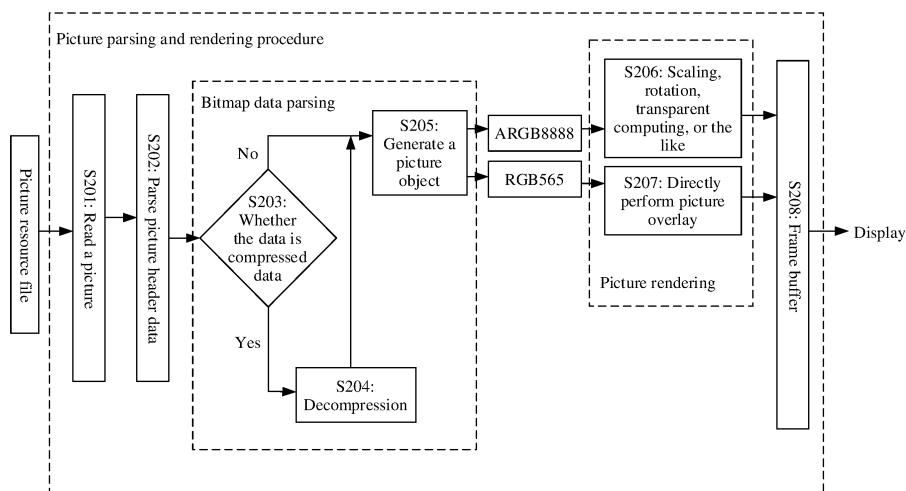 Picture parsing and rendering procedure
Picture resource file
S201: Read a picture
S202: Parse picture header data
Bitmap data parsing
No
S203:
Whether
the data is
compressed
data
Yes
S204:
Decompression
S205:
Generate a
picture
object
ARGB8888
RGB565
S206: Scaling,
rotation,
transparent
computing, or the
like
S207: Directly
perform picture
overlay
Picture rendering
S208: Frame buffer
Display